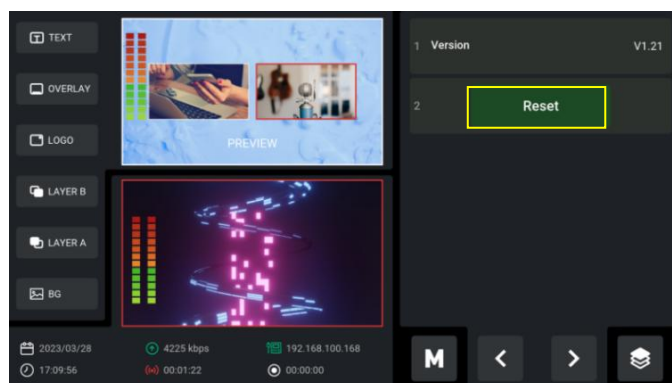 TEXT
OVERLAY
LOGO
LAYER B
LAYER A
BG
PREVIEW
2023/03/28
4225 kbps
192.168.100.168
17:09:56
00:01:22
00:00:00
1 Version V1.21
2 Reset
M < >